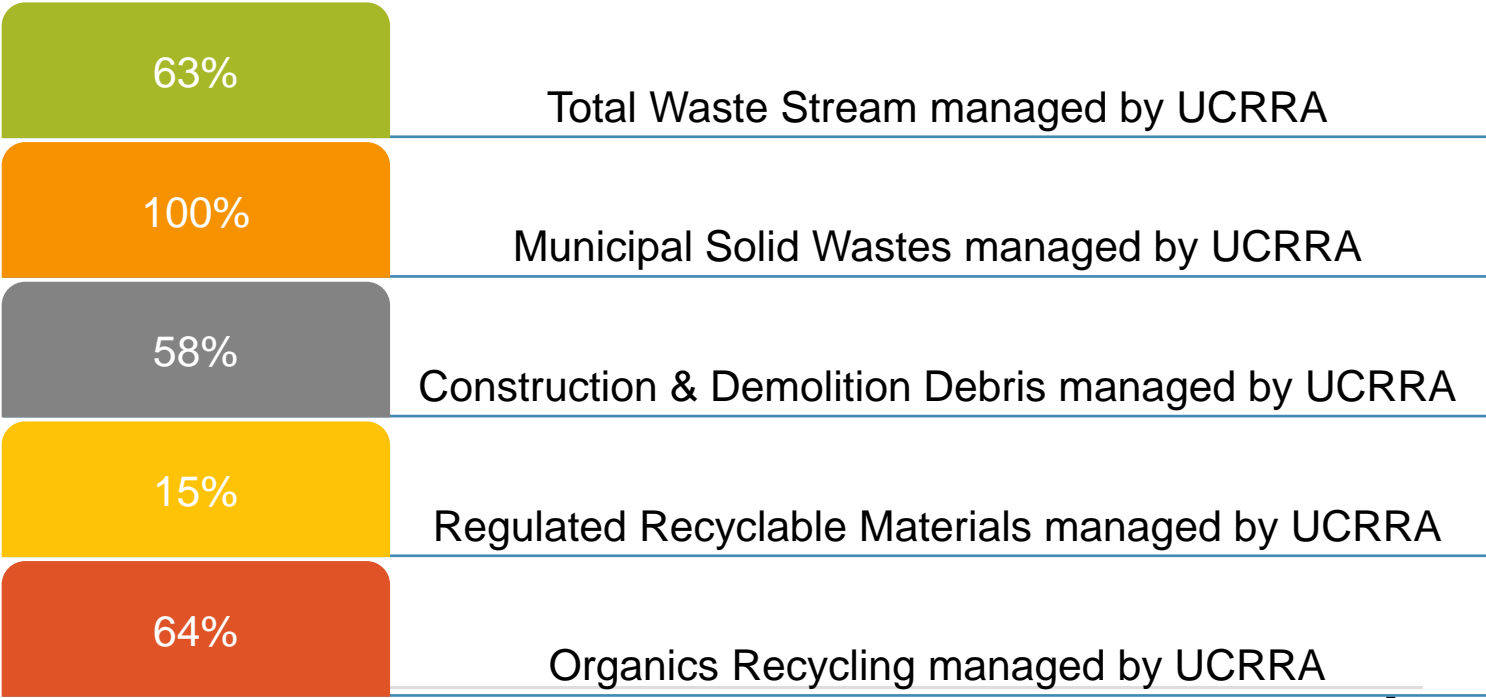 63%
Total Waste Stream managed by UCRRA
100%
Municipal Solid Wastes managed by UCRRA
58%
Construction & Demolition Debris managed by UCRRA
15%
Regulated Recyclable Materials managed by UCRRA
64%
Organics Recycling managed by UCRRA